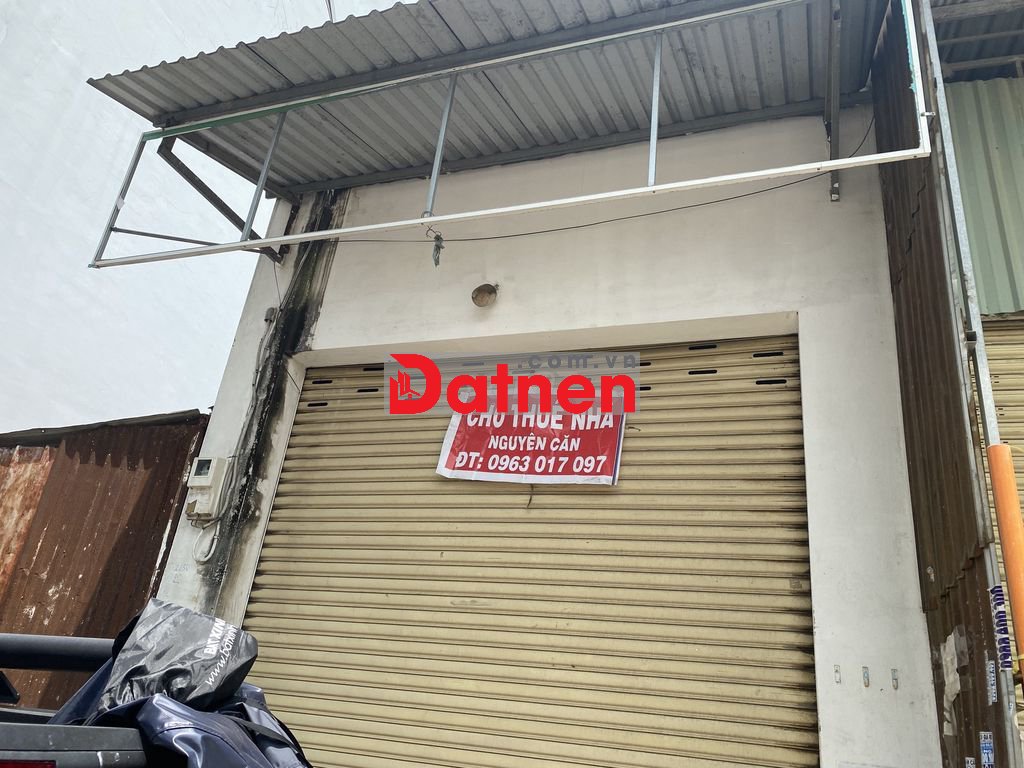 .com.vn
Datnen
CHO THUÊ NHÀ
NGUYÊN CĂN
ĐT: 0963 017 097